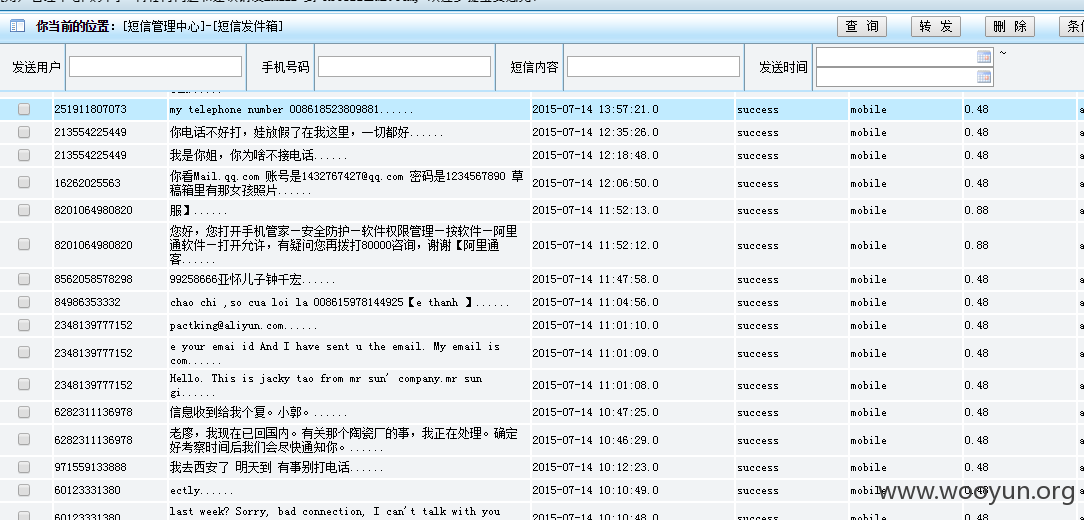 你当前的位置：[短信管理中心]-[短信发件箱]
查 询 转 发 删 除
发送用户 手机号码 短信内容 发送时间 ~
251911807073 my telephone number 008618523809881...... 2015-07-14 13:57:21.0 success mobile 0.48
213554225449 你电话不好打，娃放假了在我这里，一切都好...... 2015-07-14 12:35:26.0 success mobile 0.48
213554225449 我是你姐，你为啥不接电话...... 2015-07-14 12:18:48.0 success mobile 0.48
16262025563 你看Mail.qq.com 账号是1432767427@qq.com 密码是1234567890 草 2015-07-14 12:06:50.0 success mobile 0.48
稿箱里有那女孩照片......
8201064980820 服】...... 2015-07-14 11:52:13.0 success mobile 0.88
您好，您打开手机管家—安全防护—软件权限管理—按软件—阿里
8201064980820 通软件—打开允许，有疑问您再拨打80000咨询，谢谢【阿里通 2015-07-14 11:52:12.0 success mobile 0.88
客......
8562058578298 99258666亚怀儿子钟千宏...... 2015-07-14 11:47:58.0 success mobile 0.48
84986353332 chao chi ,so cua loi la 008615978144925【e thanh 】...... 2015-07-14 11:04:56.0 success mobile 0.48
2348139777152 pactking@aliyun.com...... 2015-07-14 11:01:10.0 success mobile 0.48
2348139777152 e your emai id And I have sent u the email. My email is 2015-07-14 11:01:09.0 success mobile 0.48
com......
2348139777152 Hello. This is jacky tao from mr sun' company.mr sun 2015-07-14 11:01:08.0 success mobile 0.48
gi......
6282311136978 信息收到给我个复。小郭。...... 2015-07-14 10:47:25.0 success mobile 0.48
6282311136978 老廖，我现在已回国内。有关那个陶瓷厂的事，我正在处理。确定 2015-07-14 10:46:29.0 success mobile 0.48
好考察时间后我们会尽快通知你。......
971559133888 我去西安了 明天到 有事别打电话...... 2015-07-14 10:12:23.0 success mobile 0.48
60123331380 ectly...... 2015-07-14 10:10:49.0 success mobile 0.48
www.wooyun.org
last week? Sorry, bad connection, I can't talk with you
60123331380 2015-07-14 10:10:48.0 success mobile 0.48